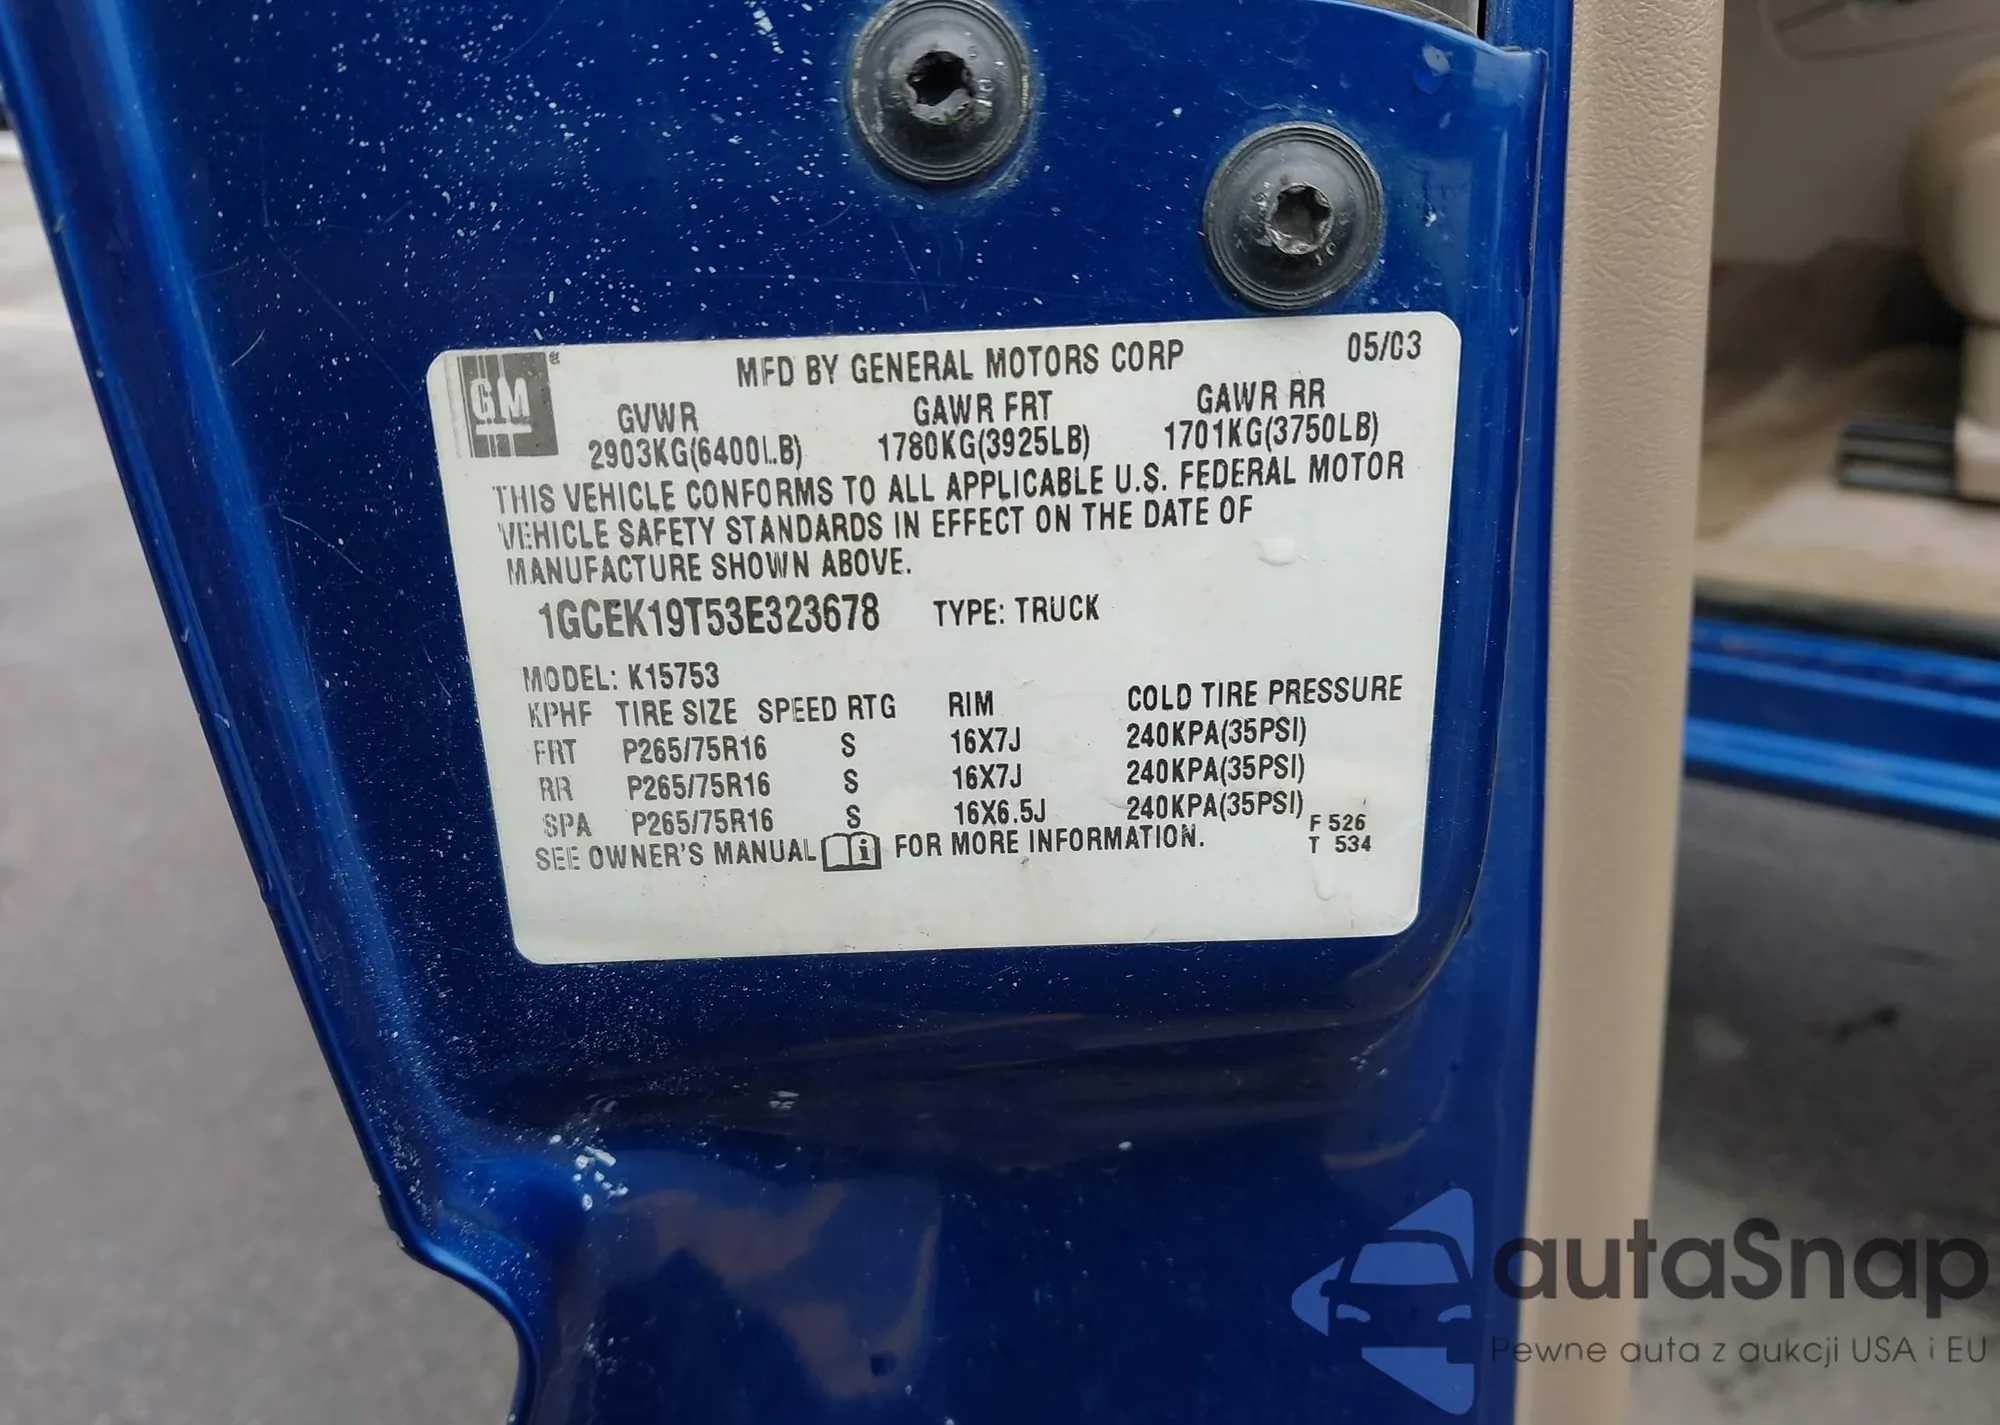 GM
MFD BY GENERAL MOTORS CORP 05/03
GVWR GAWR FRT GAWR RR
2903KG(6400LB) 1780KG(3925LB) 1701KG(3750LB)
THIS VEHICLE CONFORMS TO ALL APPLICABLE U.S. FEDERAL MOTOR
VEHICLE SAFETY STANDARDS IN EFFECT ON THE DATE OF
MANUFACTURE SHOWN ABOVE.
1GCEK19T53E323678 TYPE: TRUCK
MODEL: K15753
KPHF TIRE SIZE SPEED RTG RIM COLD TIRE PRESSURE
FRT P265/75R16 S 16X7J 240KPA(35PSI)
RR P265/75R16 S 16X7J 240KPA(35PSI)
SPA P265/75R16 S 16X6.5J 240KPA(35PSI)
F 526
SEE OWNER'S MANUAL FOR MORE INFORMATION.
T 534
autaSnap
Pewne auta z aukcji USA i EU